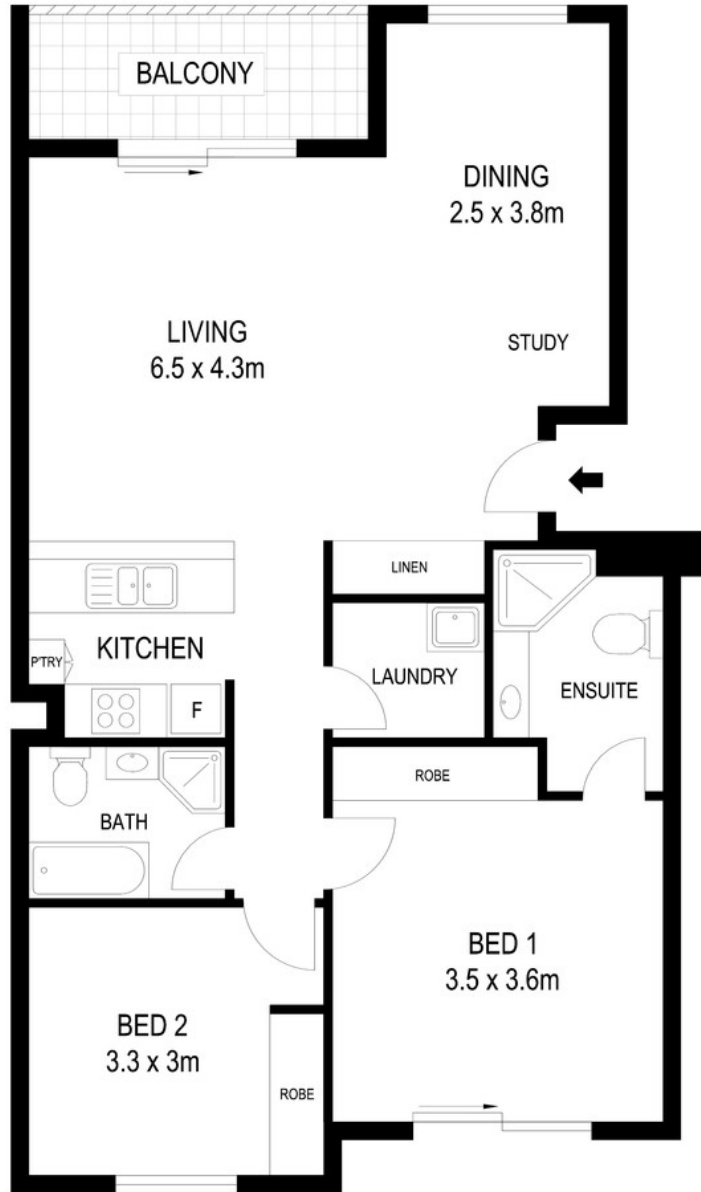 BALCONY
DINING
2.5 x 3.8m
LIVING
6.5 x 4.3m
STUDY
LINEN
KITCHEN
P'TRY
F
LAUNDRY
ENSUITE
ROBE
BATH
BED 1
3.5 x 3.6m
BED 2
3.3 x 3m
ROBE